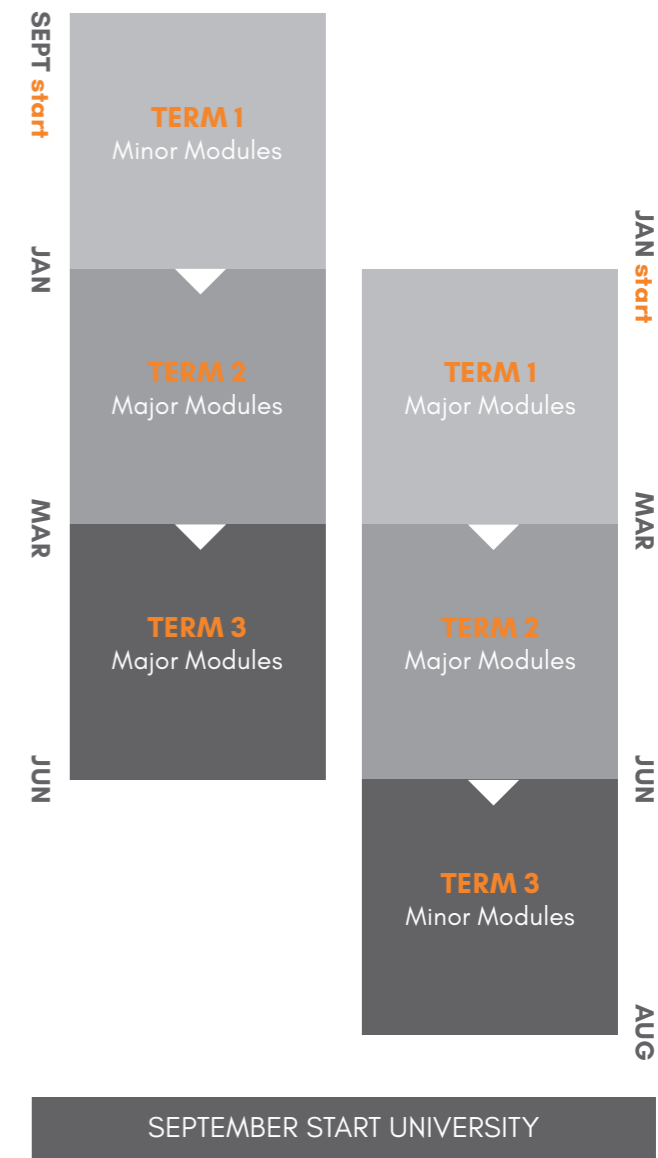 SEPT start
TERM 1
Minor Modules
JAN
TERM 2
Major Modules
MAR
TERM 3
Major Modules
JUN
JAN start
TERM 1
Major Modules
MAR
TERM 2
Major Modules
JUN
TERM 3
Minor Modules
AUG
SEPTEMBER START UNIVERSITY